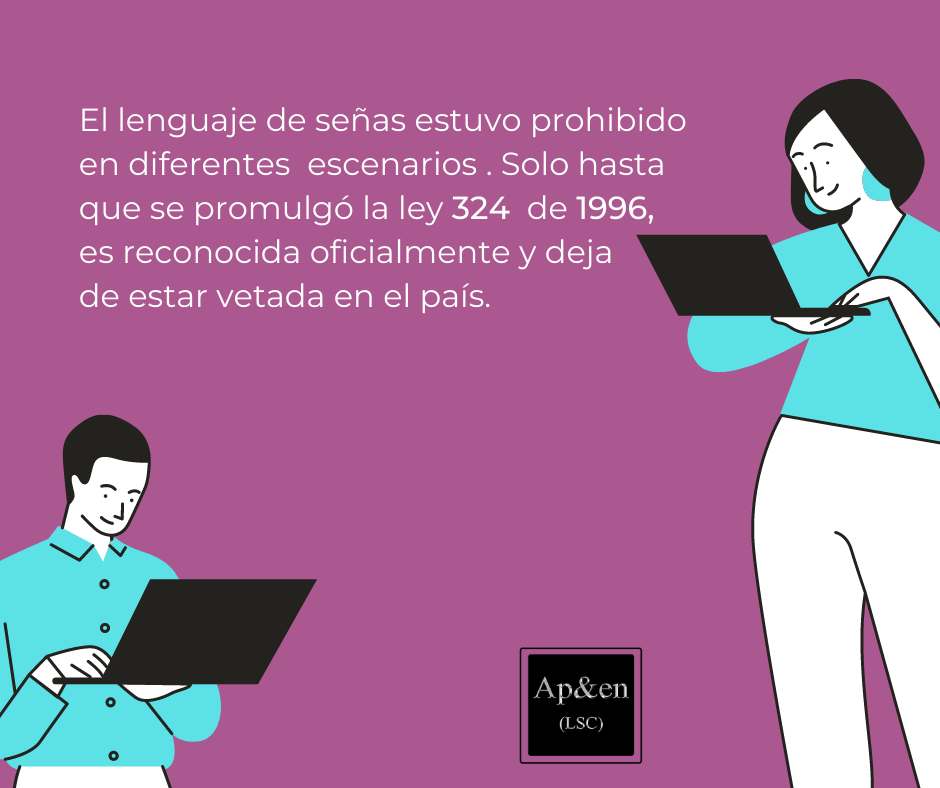 El lenguaje de señas estuvo prohibido
en diferentes escenarios . Solo hasta
que se promulgó la ley 324 de 1996,
es reconocida oficialmente y deja
de estar vetada en el país.
Ap&en
(LSC)